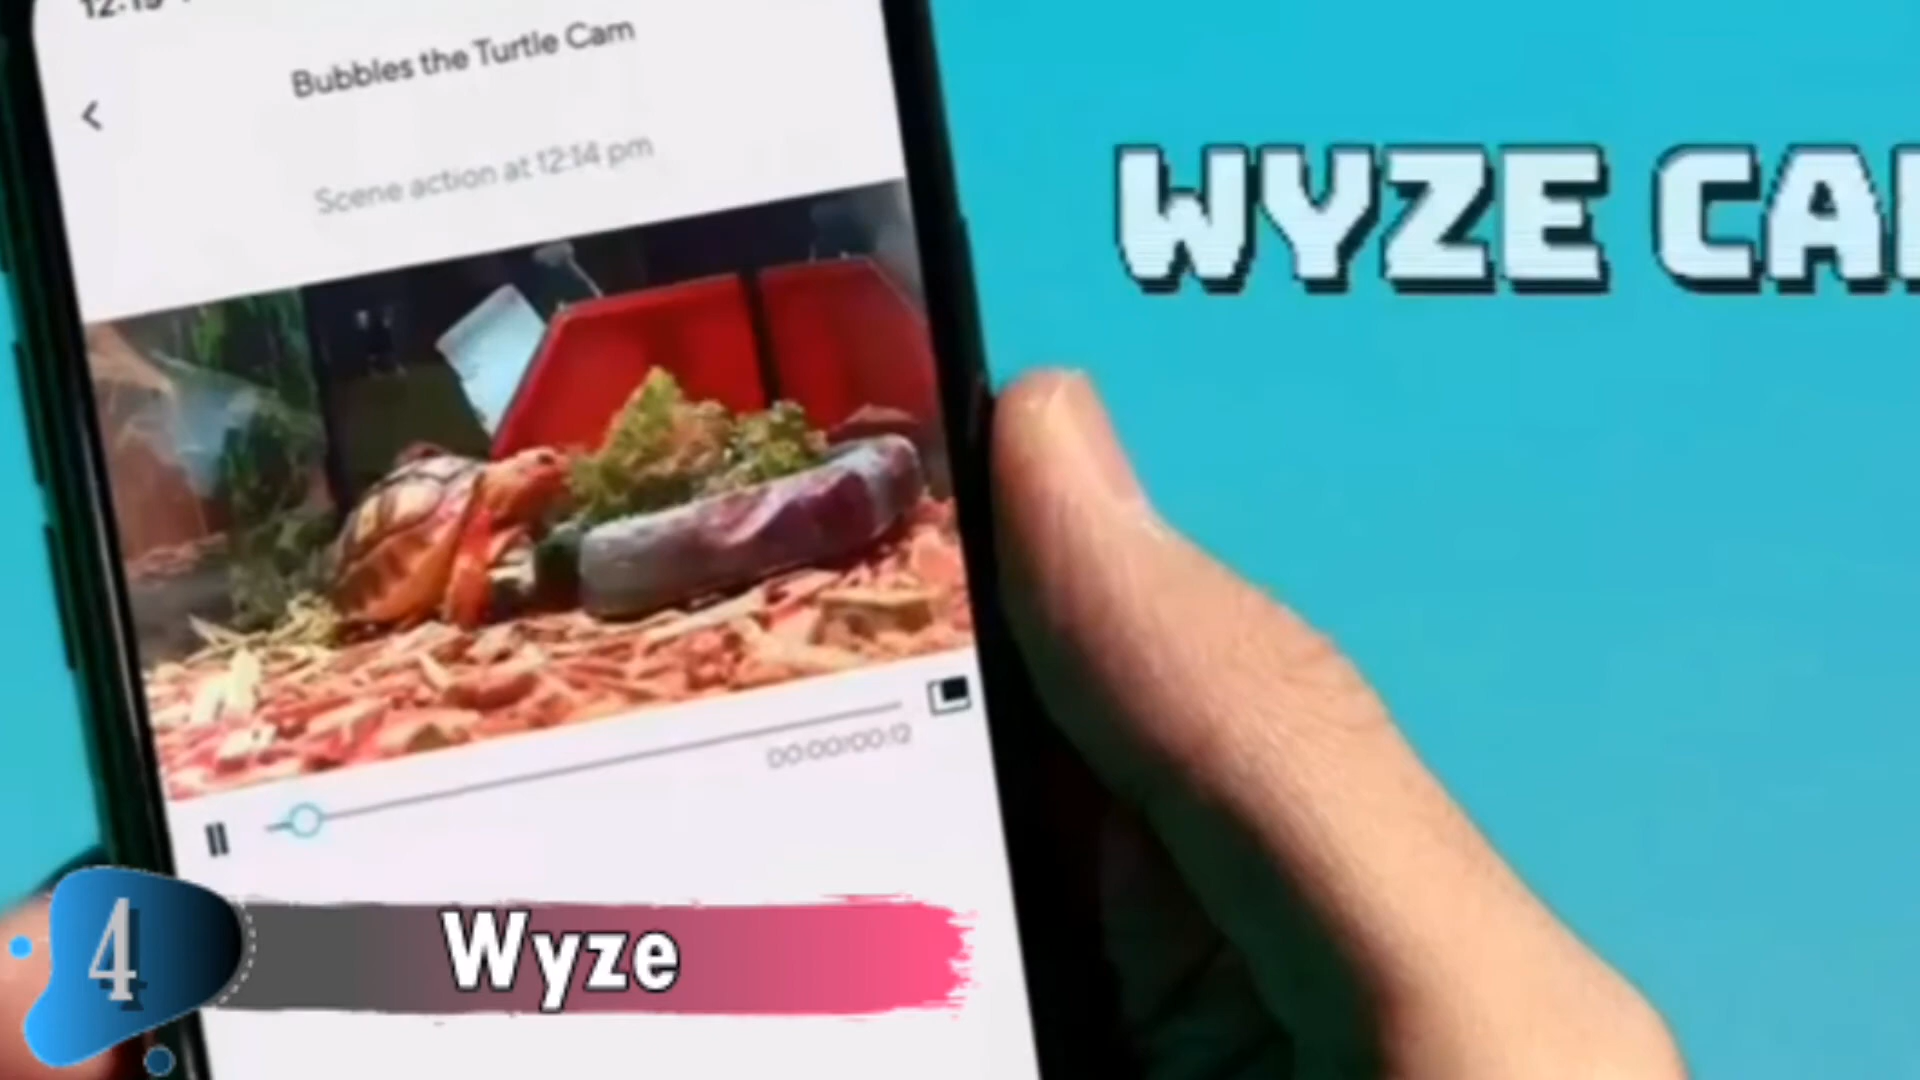 Bubbles the Turtle Cam
Scene action at 12:14 pm
WYZE CA
00:00/00:12
4
Wyze